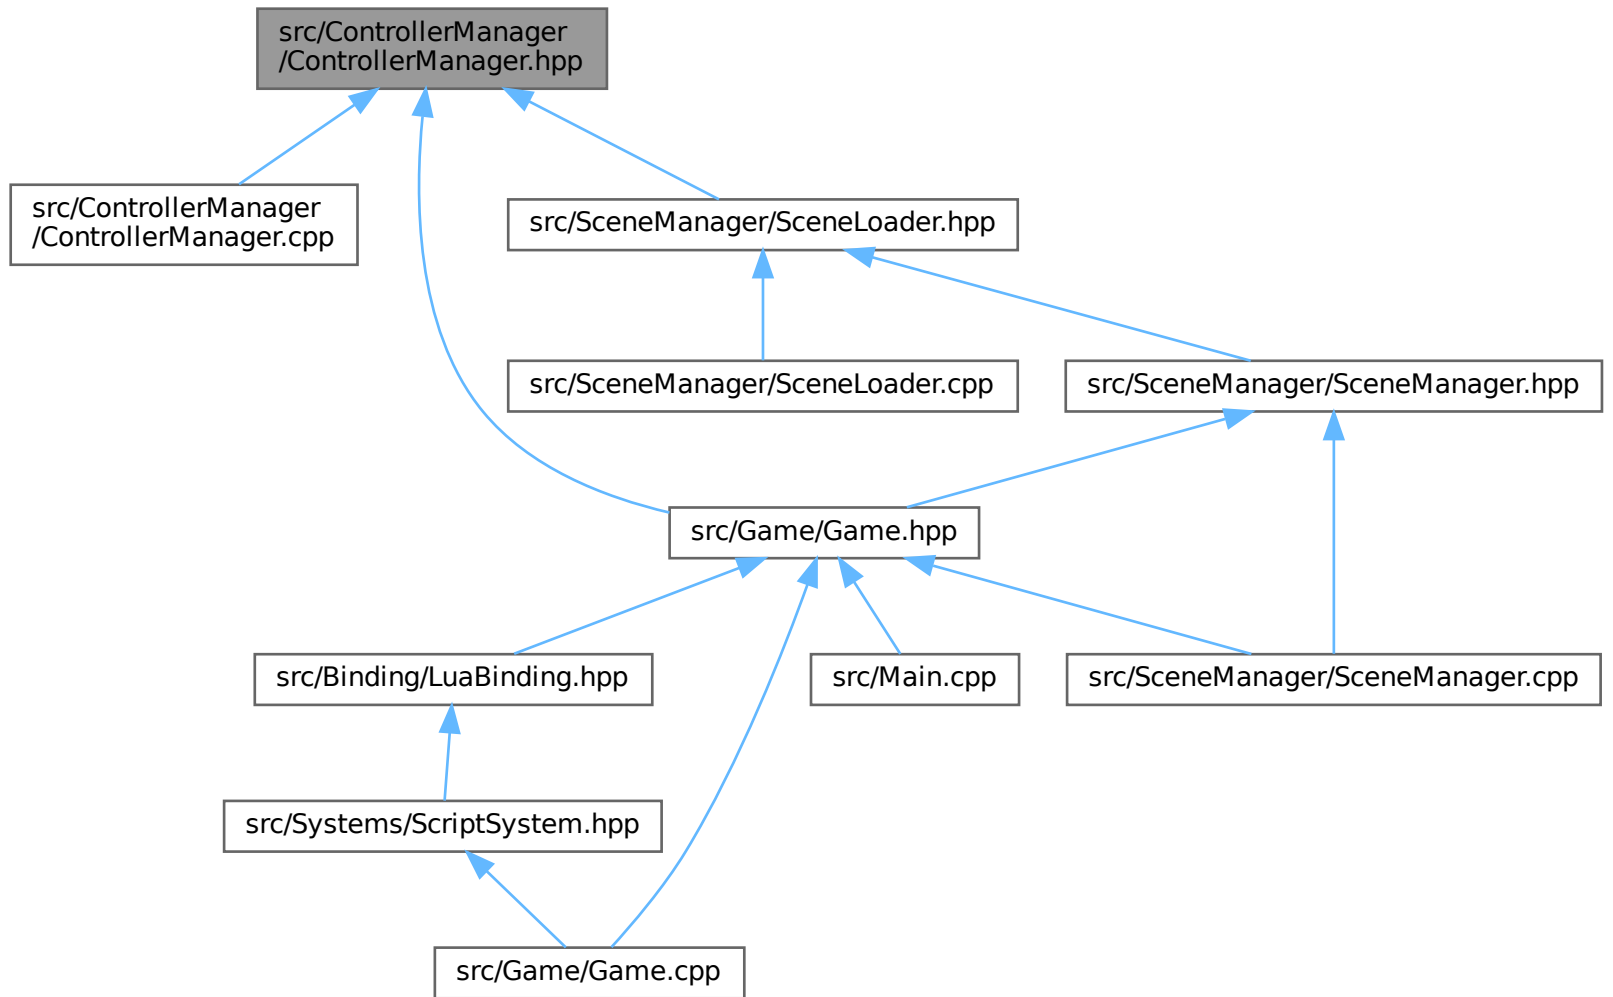 src/ControllerManager
/ControllerManager.hpp
src/ControllerManager
/ControllerManager.cpp
src/SceneManager/SceneLoader.hpp
src/SceneManager/SceneLoader.cpp
src/SceneManager/SceneManager.hpp
src/Game/Game.hpp
src/Binding/LuaBinding.hpp
src/Main.cpp
src/SceneManager/SceneManager.cpp
src/Systems/ScriptSystem.hpp
src/Game/Game.cpp